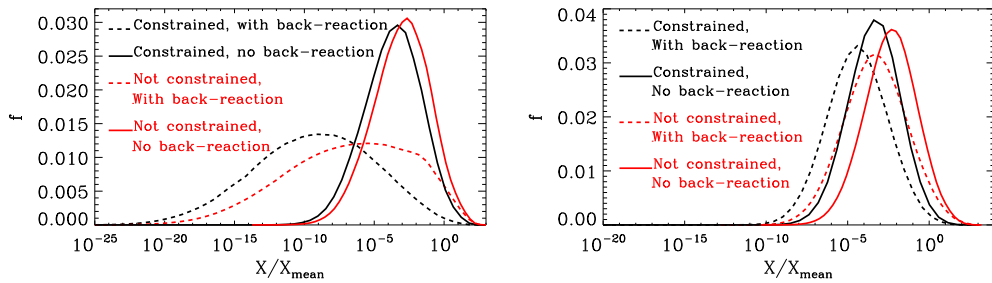 0.030
0.025
0.020
0.015
0.010
0.005
0.000
f
Constrained, with back-reaction
Constrained, no back-reaction
Not constrained,
With back-reaction
Not constrained,
No back-reaction
10^-25 10^-20 10^-15 10^-10 10^-5 10^0
X/X_mean
0.04
0.03
0.02
0.01
0.00
f
Constrained,
With back-reaction
Constrained,
No back-reaction
Not constrained,
With back-reaction
Not constrained,
No back-reaction
10^-20 10^-15 10^-10 10^-5 10^0
X/X_mean